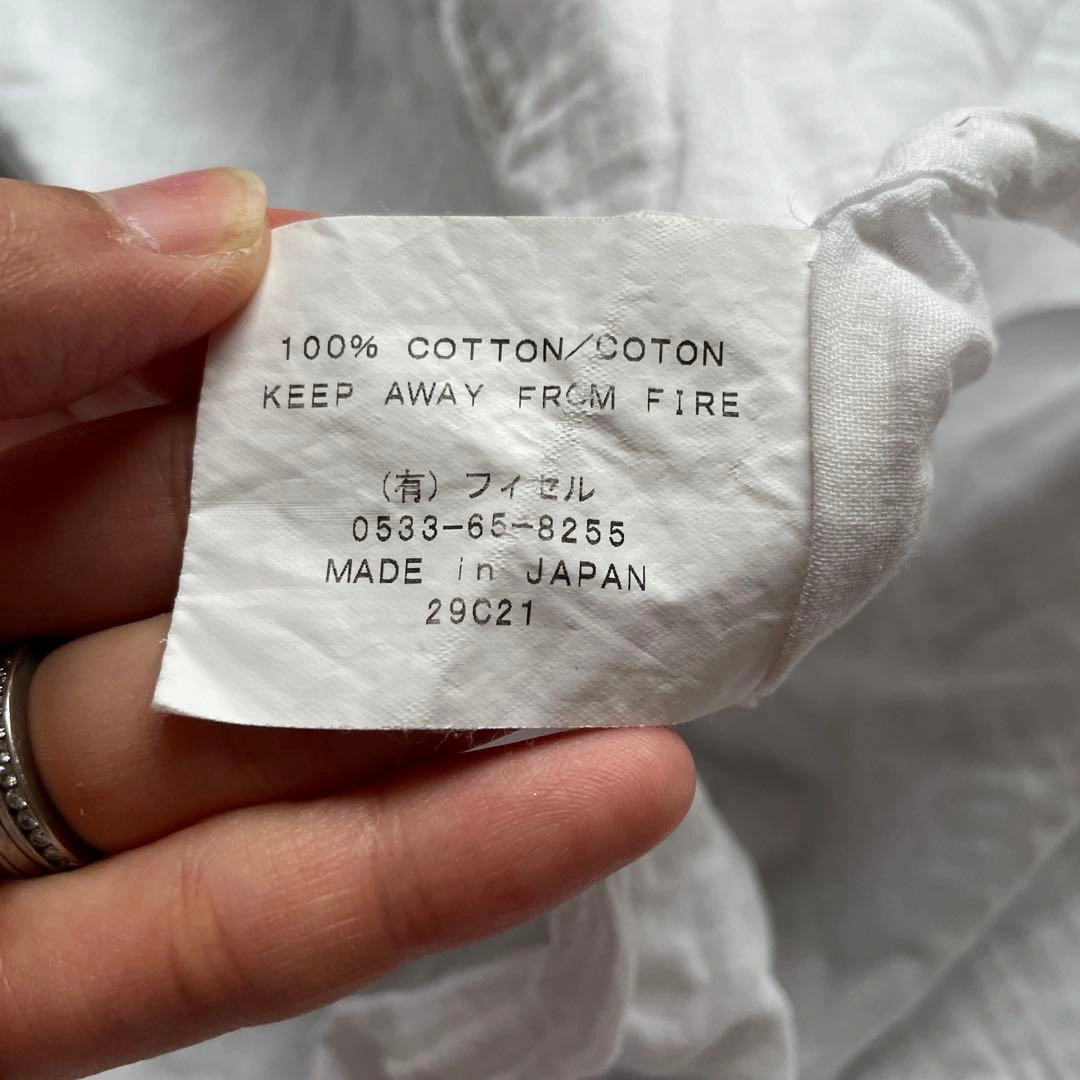 100% COTTON/COTON
KEEP AWAY FROM FIRE
(有) フィセル
0533-65-8255
MADE in JAPAN
29C21